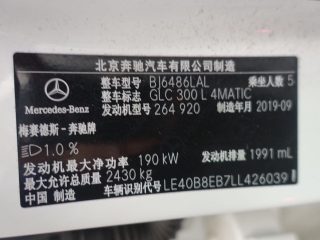 北京奔驰汽车有限公司制造
整车型号 BJ6486LAL 乘坐人数 5
整车标志 GLC 300 L 4MATIC
发动机型号 264 920 制造年月 2019-09
Mercedes-Benz
梅赛德斯-奔驰牌
1.0 %
发动机最大净功率 190 kW 发动机排量 1991 mL
最大允许总质量 2430 kg
中国 制造 车辆识别代号 LE40B8EB7LL426039